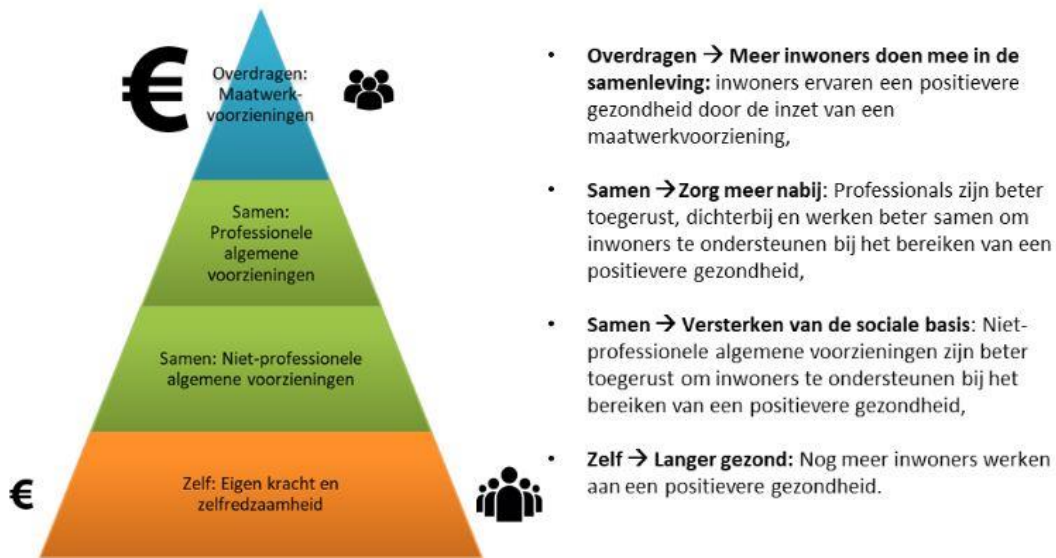 €
Overdragen:
Maatwerk-
voorzieningen
Samen:
Professionele
algemene
voorzieningen
Samen: Niet-professionele
algemene voorzieningen
€
Zelf: Eigen kracht en
zelfredzaamheid
• Overdragen → Meer inwoners doen mee in de
samenleving: inwoners ervaren een positievere
gezondheid door de inzet van een
maatwerkvoorziening,
• Samen → Zorg meer nabij: Professionals zijn beter
toegerust, dichterbij en werken beter samen om
inwoners te ondersteunen bij het bereiken van een
positievere gezondheid,
• Samen → Versterken van de sociale basis: Niet-
professionele algemene voorzieningen zijn beter
toegerust om inwoners te ondersteunen bij het
bereiken van een positievere gezondheid,
• Zelf → Langer gezond: Nog meer inwoners werken
aan een positievere gezondheid.